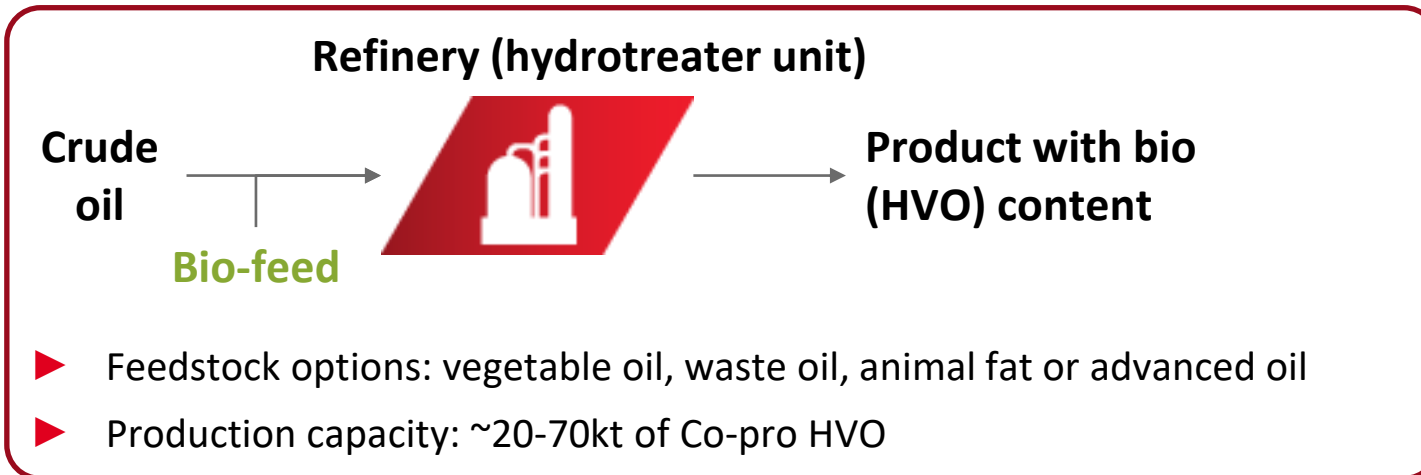 Refinery (hydrotreater unit)
Crude
oil
Bio-feed
Product with bio
(HVO) content
► Feedstock options: vegetable oil, waste oil, animal fat or advanced oil
► Production capacity: ~20-70kt of Co-pro HVO